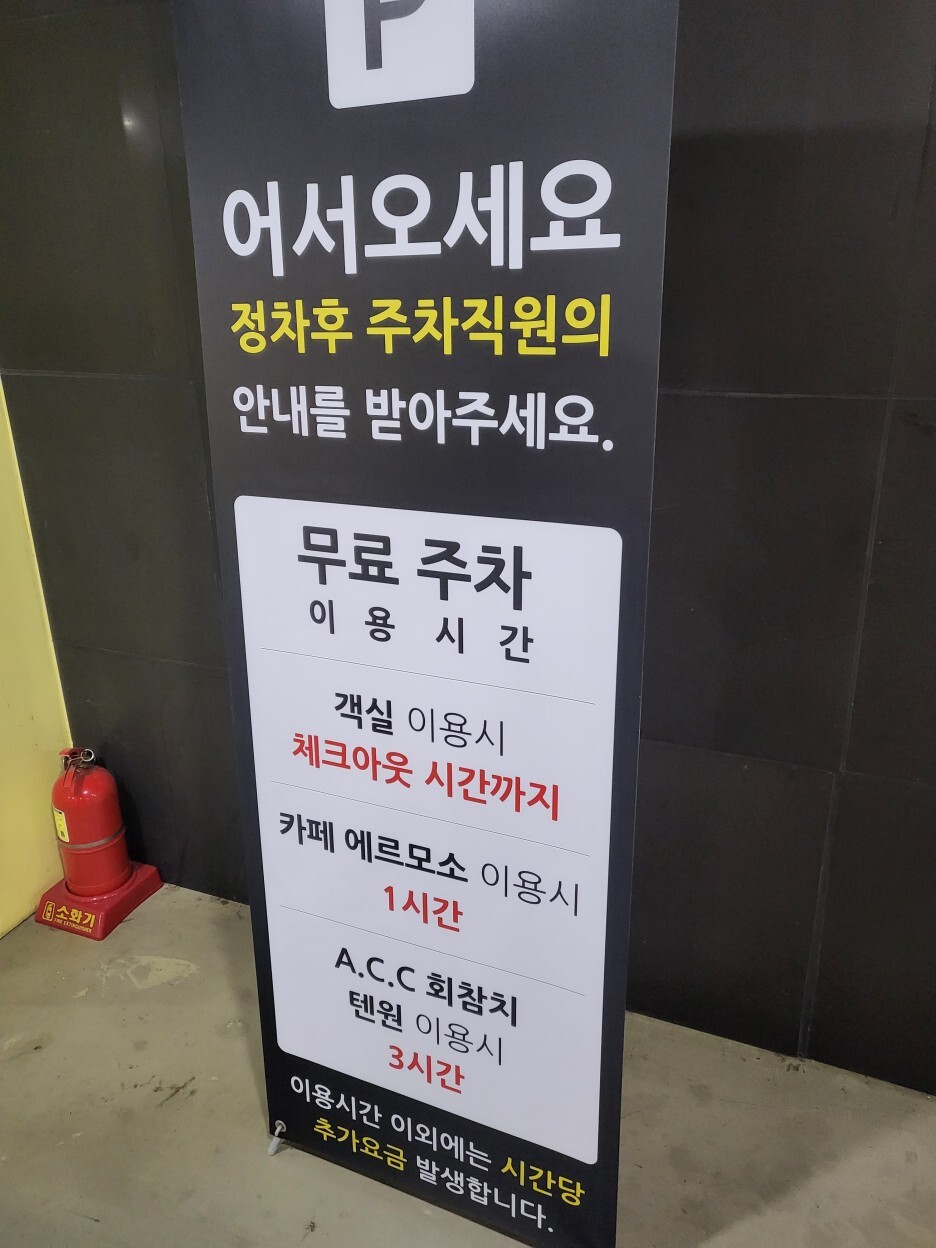 P
어서오세요
정차후 주차직원의
안내를 받아주세요.
무료 주차
이 용 시 간
객실 이용시
체크아웃 시간까지
카페 에르모소 이용시
1시간
A.C.C 회참치
텐원 이용시
3시간
이용시간 이외에는 시간당
추가요금 발생합니다.
소화기
FIRE EXTINGUISHER